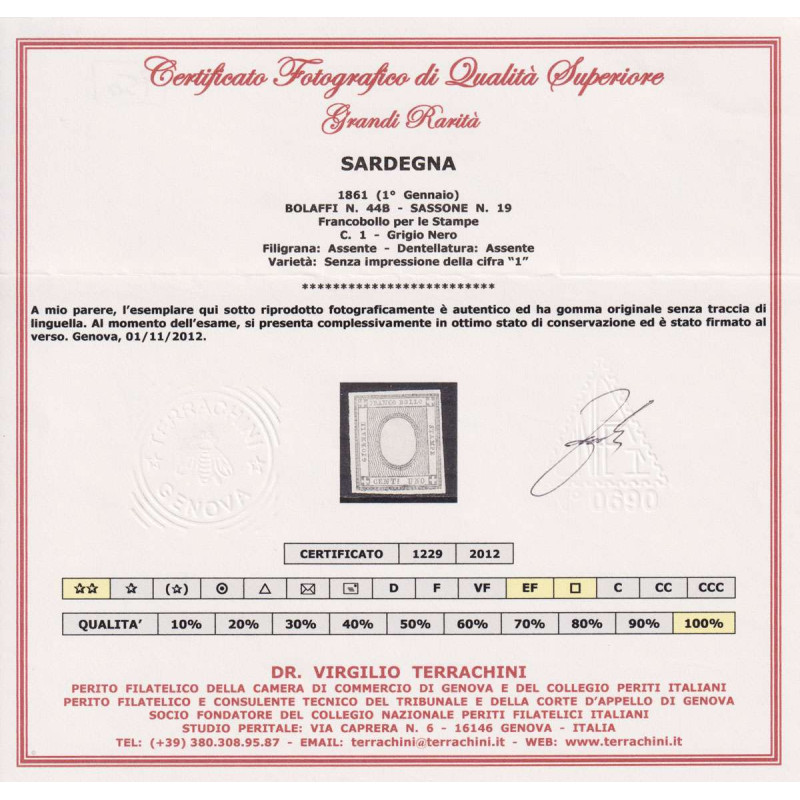 Certificato Fotografico di Qualità Superiore
Grandi Rarità
SARDEGNA
1861 (1° Gennaio)
BOLAFFI N. 44B - SASSONE N. 19
Francobollo per le Stampe
C. 1 - Grigio Nero
Filigrana: Assente - Dentellatura: Assente
Varietà: Senza impressione della cifra “1”
*************************
A mio parere, l’esemplare qui sotto riprodotto fotograficamente è autentico ed ha gomma originale senza traccia di
linguella. Al momento dell’esame, si presenta complessivamente in ottimo stato di conservazione ed è stato firmato al
verso. Genova, 01/11/2012.
TERRACHINI
GENOVA
FRANCO BOLLO
GIORNALI
STAMPE
CENT1 UNO
0690
CERTIFICATO 1229 2012
☆☆ ☆ (☆) D F VF EF C CC CCC
QUALITA’ 10% 20% 30% 40% 50% 60% 70% 80% 90% 100%
DR. VIRGILIO TERRACHINI
PERITO FILATELICO DELLA CAMERA DI COMMERCIO DI GENOVA E DEL COLLEGIO PERITI ITALIANI
PERITO FILATELICO E CONSULENTE TECNICO DEL TRIBUNALE E DELLA CORTE D’APPELLO DI GENOVA
SOCIO FONDATORE DEL COLLEGIO NAZIONALE PERITI FILATELICI ITALIANI
STUDIO PERITALE: VIA CAPRERA N. 6 - 16146 GENOVA - ITALIA
TEL: (+39) 380.308.95.87 - EMAIL: terrachini@terrachini.it - WEB: www.terrachini.it